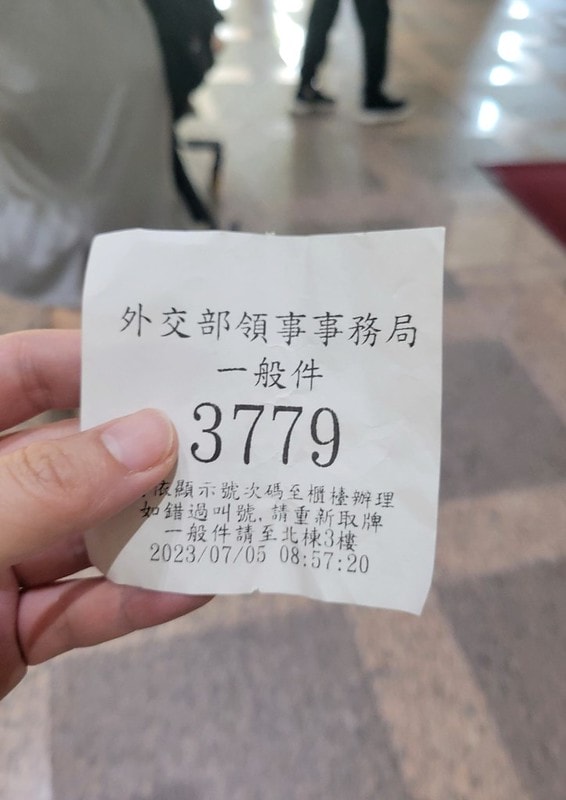 外交部領事事務局
一般件
3779
依顯示號次碼至櫃檯辦理
如錯過叫號,請重新取牌
一般件請至北棟3樓
2023/07/05 08:57:20